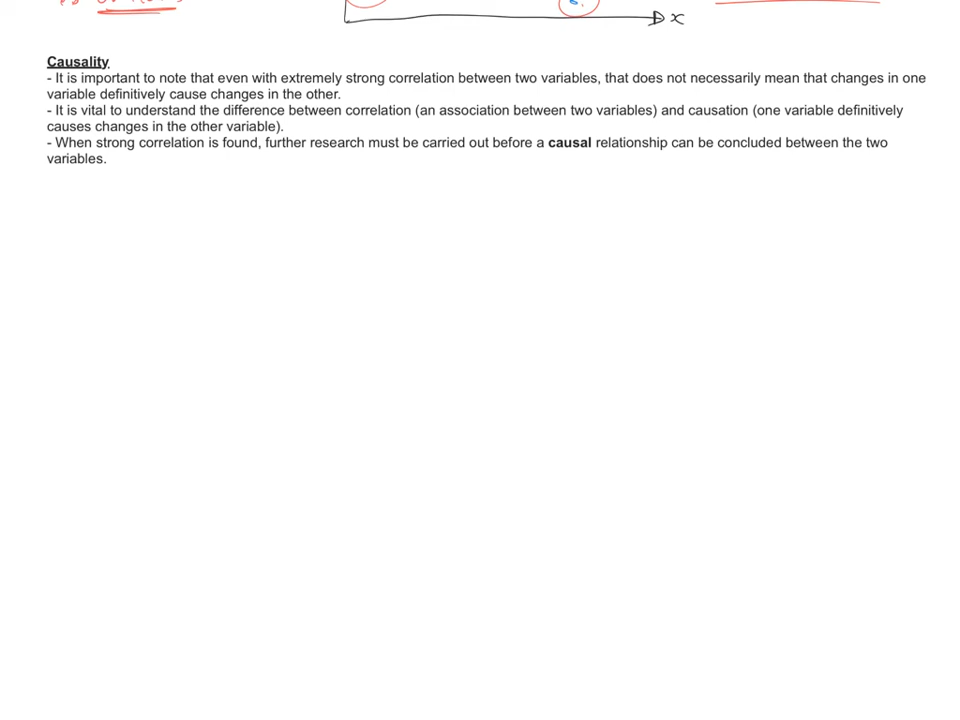 x
Causality
- It is important to note that even with extremely strong correlation between two variables, that does not necessarily mean that changes in one
variable definitively cause changes in the other.
- It is vital to understand the difference between correlation (an association between two variables) and causation (one variable definitively
causes changes in the other variable).
- When strong correlation is found, further research must be carried out before a causal relationship can be concluded between the two
variables.